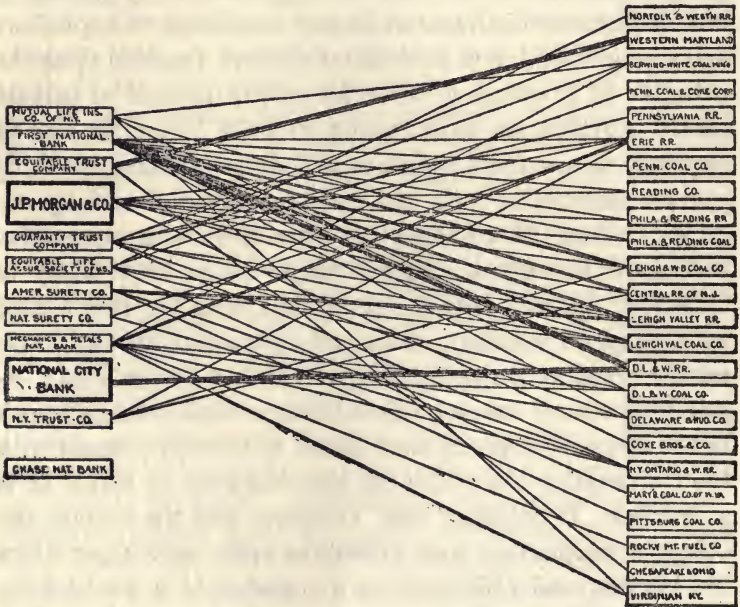 MUTUAL LIFE INS.
CO. OF N.Y.
FIRST NATIONAL
BANK
EQUITABLE TRUST
COMPANY
J.P. MORGAN & CO.
GUARANTY TRUST
COMPANY
EQUITABLE LIFE
ASSUR. SOCIETY OF U.S.
AMER. SURETY CO.
NAT. SURETY CO.
MECHANICS & METALS
NAT. BANK
NATIONAL CITY
BANK
N.Y. TRUST CO.
CHASE NAT. BANK
NORFOLK & WEST'N RR.
WESTERN MARYLAND
BERWIND-WHITE COAL MIN'G
PENN. COAL & COKE CORP.
PENNSYLVANIA R.R.
ERIE RR.
PENN. COAL CO.
READING CO.
PHILA. & READING RR
PHILA. & READING COAL
LEHIGH & W B COAL CO.
CENTRAL RR. OF N.J.
LEHIGH VALLEY RR.
LEHIGH VAL. COAL CO.
D.L. & W. RR.
D.L. & W. COAL CO.
DELAWARE & HUD. CO.
COXE BROS. & CO.
N.Y. ONTARIO & W. RR.
MARY'D COAL CO. OF W. VA
PITTSBURG COAL CO.
ROCKY MT. FUEL CO
CHESAPEAKE & OHIO
VIRGINIAN RY.